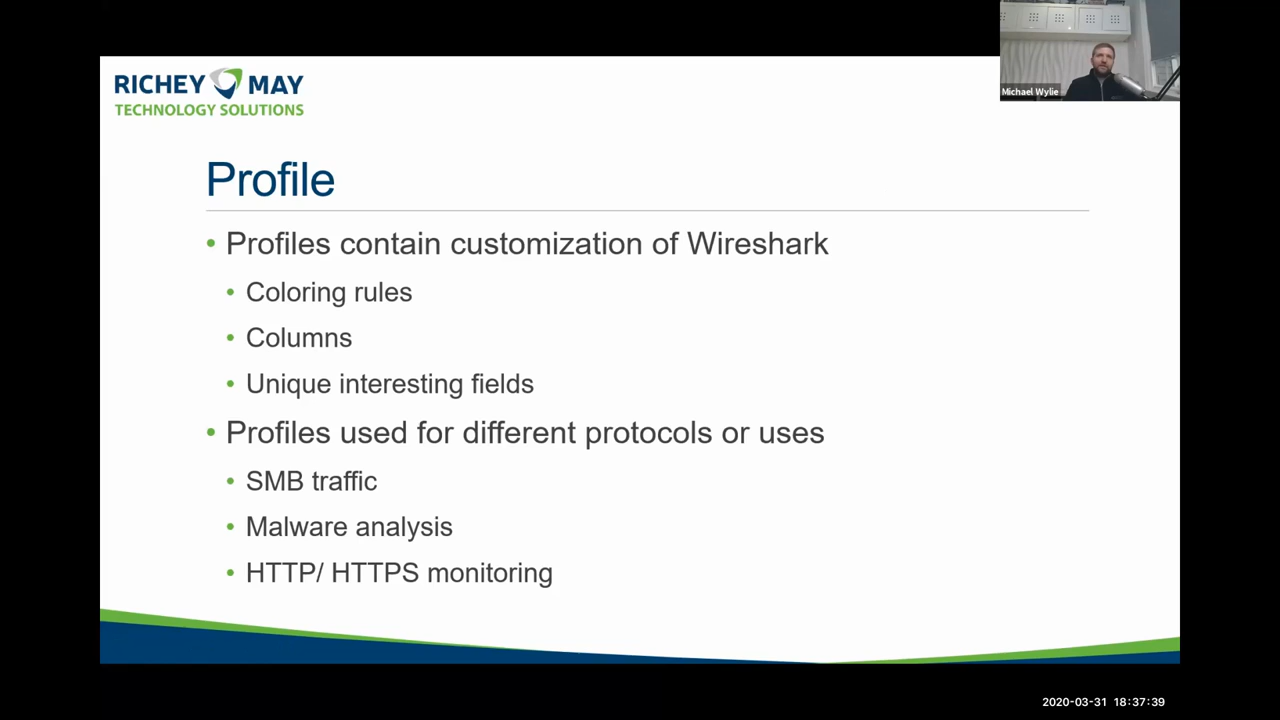 RICHEY MAY
TECHNOLOGY SOLUTIONS
Michael Wylie
Profile
• Profiles contain customization of Wireshark
• Coloring rules
• Columns
• Unique interesting fields
• Profiles used for different protocols or uses
• SMB traffic
• Malware analysis
• HTTP/ HTTPS monitoring
2020-03-31 18:37:39